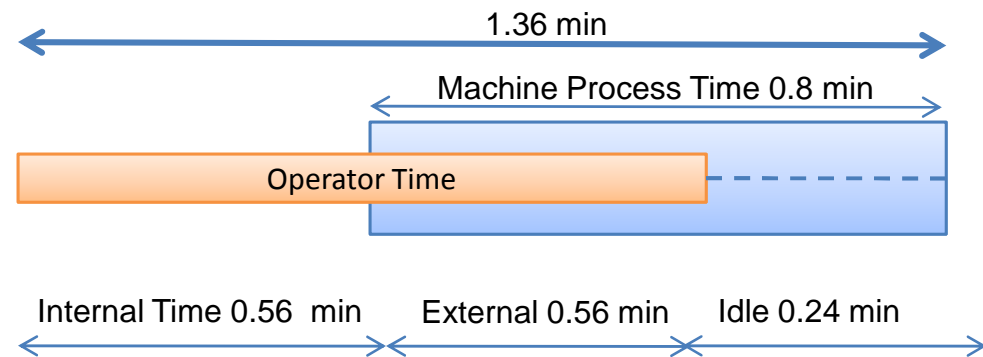 1.36 min
Machine Process Time 0.8 min
Operator Time
Internal Time 0.56 min
External 0.56 min
Idle 0.24 min